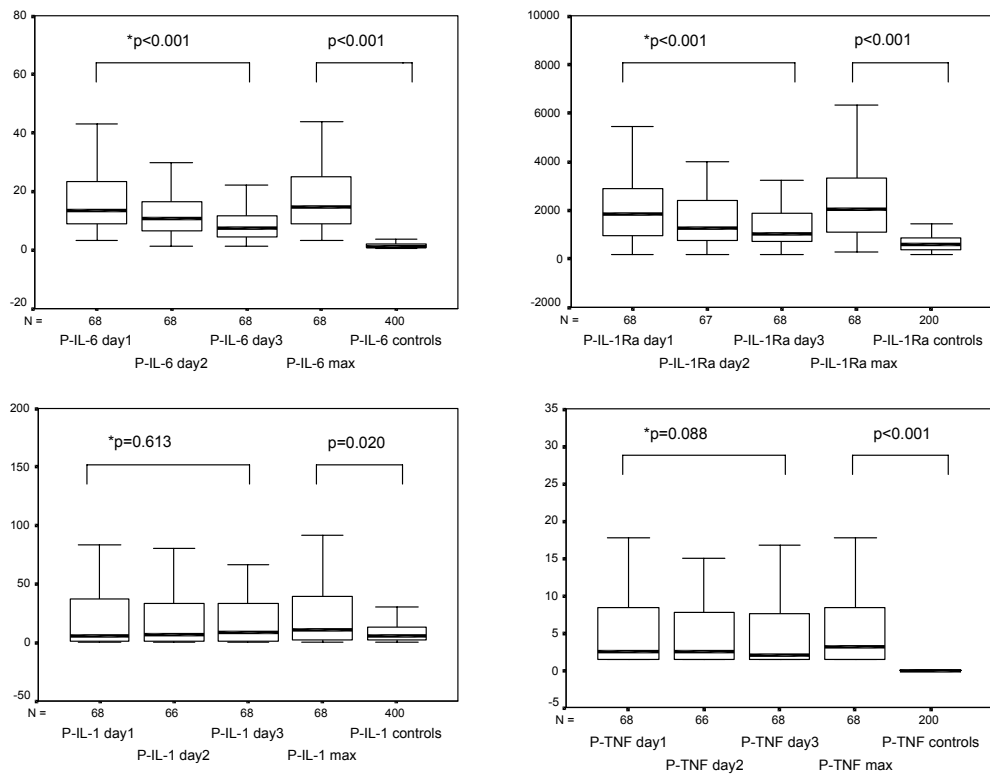 80
60
40
20
0
-20
*p<0.001
p<0.001
N =
68
68
68
68
400
P-IL-6 day1
P-IL-6 day3
P-IL-6 controls
P-IL-6 day2
P-IL-6 max
10000
8000
6000
4000
2000
0
-2000
*p<0.001
p<0.001
N =
68
67
68
68
200
P-IL-1Ra day1
P-IL-1Ra day3
P-IL-1Ra controls
P-IL-1Ra day2
P-IL-1Ra max
200
150
100
50
0
-50
*p=0.613
p=0.020
N =
68
66
68
68
400
P-IL-1 day1
P-IL-1 day3
P-IL-1 controls
P-IL-1 day2
P-IL-1 max
35
30
25
20
15
10
5
0
-5
*p=0.088
p<0.001
N =
68
66
68
68
200
P-TNF day1
P-TNF day3
P-TNF controls
P-TNF day2
P-TNF max